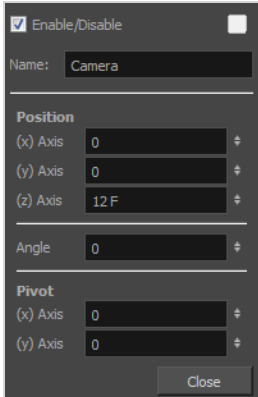 Enable/Disable
Name: Camera
Position
(x) Axis 0
(y) Axis 0
(z) Axis 12 F
Angle 0
Pivot
(x) Axis 0
(y) Axis 0
Close